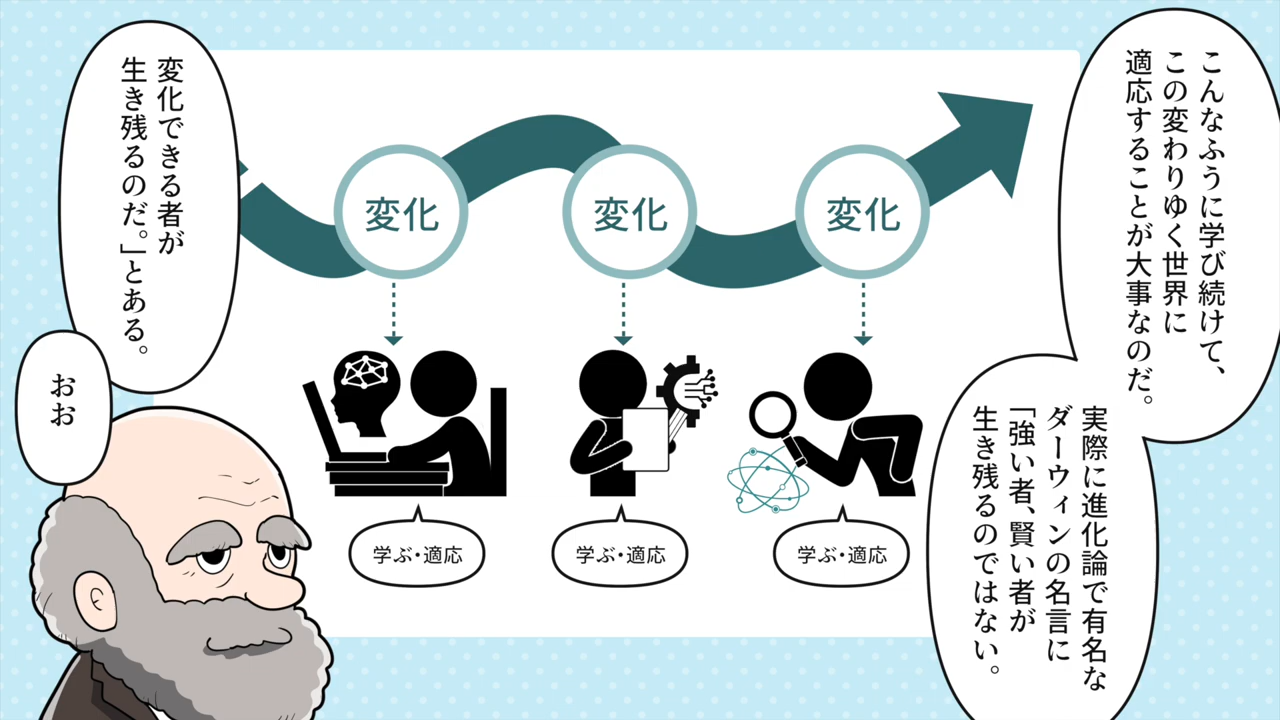 こんなふうに学び続けて、
この変わりゆく世界に
適応することが大事なのだ。
実際に進化論で有名な
ダーウィンの名言に
「強い者、賢い者が
生き残るのではない。
変化できる者が
生き残るのだ。」とある。
おお
変化
変化
変化
学ぶ・適応
学ぶ・適応
学ぶ・適応